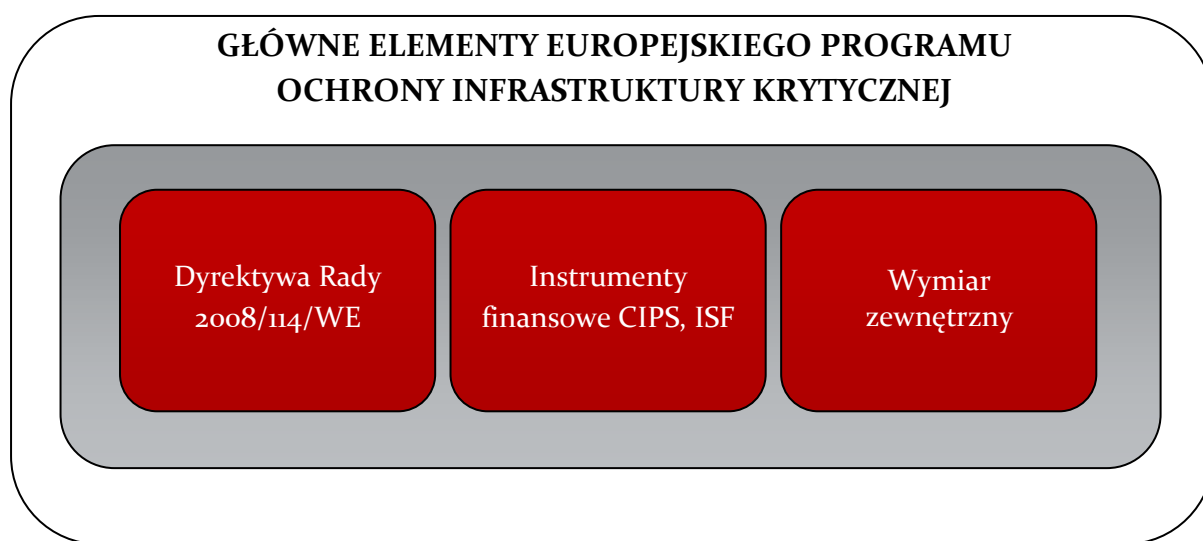 GŁÓWNE ELEMENTY EUROPEJSKIEGO PROGRAMU
OCHRONY INFRASTRUKTURY KRYTYCZNEJ
Dyrektywa Rady
2008/114/WE
Instrumenty
finansowe CIPS, ISF
Wymiar
zewnętrzny